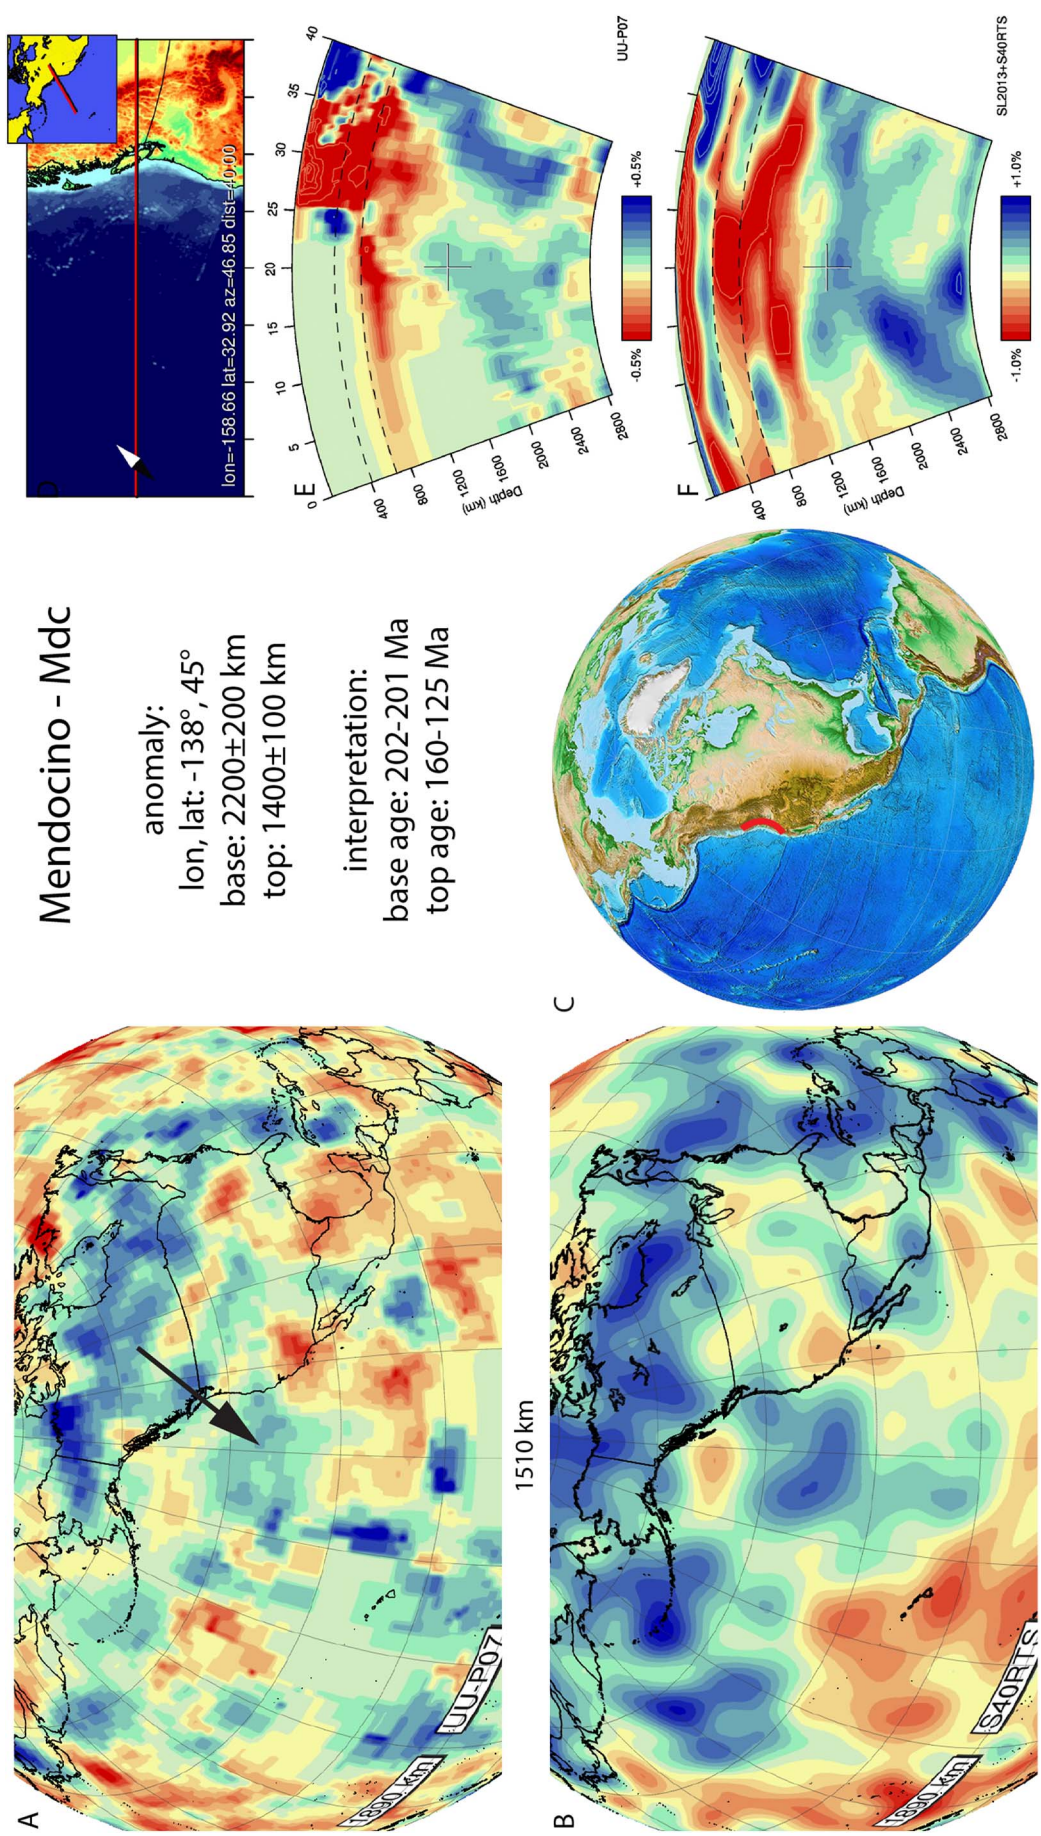 A
UU-P07
1890 km
1510 km
B
S40RTS
1890 km
Mendocino - Mdc
anomaly:
lon, lat: -138°, 45°
base: 2200±200 km
top: 1400±100 km
interpretation:
base age: 202-201 Ma
top age: 160-125 Ma
C
D
lon=-158.66 lat=32.92 az=46.85 dist=40.00
E
0
5
10
15
20
25
30
35
40
400
800
1200
1600
2000
2400
2800
Depth (km)
-0.5%
+0.5%
UU-P07
F
400
800
1200
1600
2000
2400
2800
Depth (km)
-1.0%
+1.0%
SL2013+S40RTS